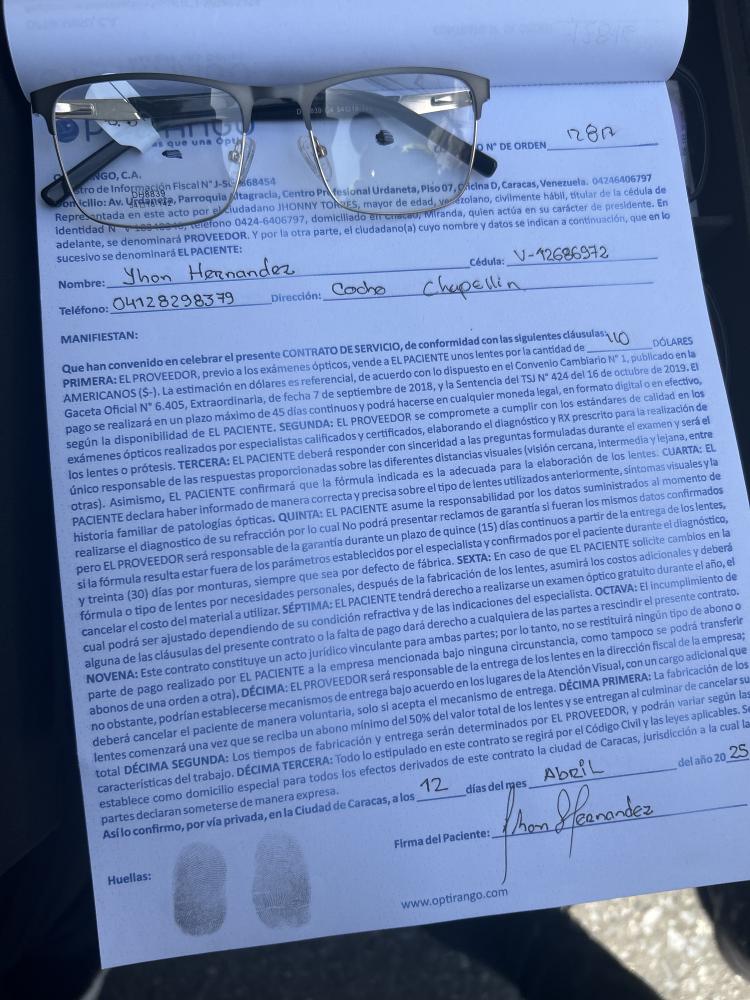 O N° DE ORDEN
que una Ópti
NGO, C.A.
tro de Información Fiscal N° J-50 868454
Domicilio: Av. Urdaneta, Parroquia Altagracia, Centro Profesional Urdaneta, Piso 07, Oficina D, Caracas, Venezuela. 04246406797
Representada en este acto por el ciudadano JHONNY TORRES, mayor de edad, venezolano, civilmente hábil, titular de la cédula de
Identidad N° teléfono 0424-6406797, domiciliado en Chacao, Miranda, quien actúa en su carácter de presidente. En
adelante, se denominará PROVEEDOR. Y por la otra parte, el ciudadano(a) cuyo nombre y datos se indican a continuación, que en lo
sucesivo se denominará EL PACIENTE:
Nombre: Yhon Hernandez Cédula: V-12686972
Teléfono: 04128298379 Dirección: Coche Chapellin
MANIFIESTAN:
Que han convenido en celebrar el presente CONTRATO DE SERVICIO, de conformidad con las siguientes cláusulas:
PRIMERA: EL PROVEEDOR, previo a los exámenes ópticos, vende a EL PACIENTE unos lentes por la cantidad de 110 DÓLARES
AMERICANOS ($-). La estimación en dólares es referencial, de acuerdo con lo dispuesto en el Convenio Cambiario N° 1, publicado en la
Gaceta Oficial N° 6.405, Extraordinaria, de fecha 7 de septiembre de 2018, y la Sentencia del TSJ N° 424 del 16 de octubre de 2019. El
pago se realizará en un plazo máximo de 45 días continuos y podrá hacerse en cualquier moneda legal, en formato digital o en efectivo,
según la disponibilidad de EL PACIENTE. SEGUNDA: EL PROVEEDOR se compromete a cumplir con los estándares de calidad en los
exámenes ópticos realizados por especialistas calificados y certificados, elaborando el diagnóstico y RX prescrito para la realización de
los lentes o prótesis. TERCERA: EL PACIENTE deberá responder con sinceridad a las preguntas formuladas durante el examen y será el
único responsable de las respuestas proporcionadas sobre las diferentes distancias visuales (visión cercana, intermedia y lejana, entre
otras). Asimismo, EL PACIENTE confirmará que la fórmula indicada es la adecuada para la elaboración de los lentes. CUARTA: EL
PACIENTE declara haber informado de manera correcta y precisa sobre el tipo de lentes utilizados anteriormente, síntomas visuales y la
historia familiar de patologías ópticas. QUINTA: EL PACIENTE asume la responsabilidad por los datos suministrados al momento de
realizarse el diagnostico de su refracción por lo cual No podrá presentar reclamos de garantía si fueran los mismos datos confirmados
pero EL PROVEEDOR será responsable de la garantía durante un plazo de quince (15) días continuos a partir de la entrega de los lentes,
si la fórmula resulta estar fuera de los parámetros establecidos por el especialista y confirmados por el paciente durante el diagnóstico,
y treinta (30) días por monturas, siempre que sea por defecto de fábrica. SEXTA: En caso de que EL PACIENTE solicite cambios en la
fórmula o tipo de lentes por necesidades personales, después de la fabricación de los lentes, asumirá los costos adicionales y deberá
cancelar el costo del material a utilizar. SÉPTIMA: EL PACIENTE tendrá derecho a realizarse un examen óptico gratuito durante el año, el
cual podrá ser ajustado dependiendo de su condición refractiva y de las indicaciones del especialista. OCTAVA: El incumplimiento de
alguna de las cláusulas del presente contrato o la falta de pago dará derecho a cualquiera de las partes a rescindir el presente contrato.
NOVENA: Este contrato constituye un acto jurídico vinculante para ambas partes; por lo tanto, no se restituirá ningún tipo de abono o
parte de pago realizado por EL PACIENTE a la empresa mencionada bajo ninguna circunstancia, como tampoco se podrá transferir
abonos de una orden a otra). DÉCIMA: EL PROVEEDOR será responsable de la entrega de los lentes en la dirección fiscal de la empresa;
no obstante, podrían establecerse mecanismos de entrega bajo acuerdo en los lugares de la Atención Visual, con un cargo adicional que
deberá cancelar el paciente de manera voluntaria, solo si acepta el mecanismo de entrega. DÉCIMA PRIMERA: La fabricación de los
lentes comenzará una vez que se reciba un abono mínimo del 50% del valor total de los lentes y se entregan al culminar de cancelar su
total DÉCIMA SEGUNDA: Los tiempos de fabricación y entrega serán determinados por EL PROVEEDOR, y podrán variar según las
características del trabajo. DÉCIMA TERCERA: Todo lo estipulado en este contrato se regirá por el Código Civil y las leyes aplicables. Se
establece como domicilio especial para todos los efectos derivados de este contrato la ciudad de Caracas, jurisdicción a la cual la
partes declaran someterse de manera expresa.
Así lo confirmo, por vía privada, en la Ciudad de Caracas, a los 12 días del mes Abril del año 20 25
Firma del Paciente: Jhon Hernandez
Huellas:
www.optirango.com